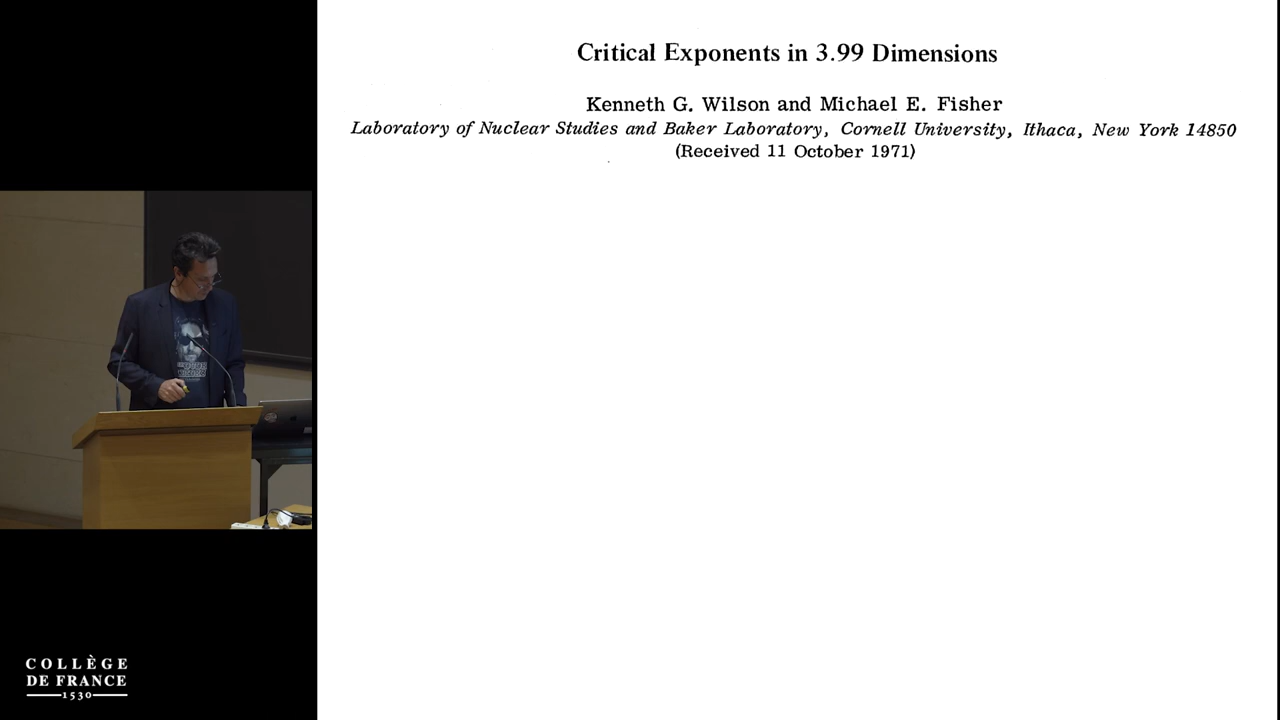 Critical Exponents in 3.99 Dimensions
Kenneth G. Wilson and Michael E. Fisher
Laboratory of Nuclear Studies and Baker Laboratory, Cornell University, Ithaca, New York 14850
(Received 11 October 1971)
COLLÈGE
DE FRANCE
1530